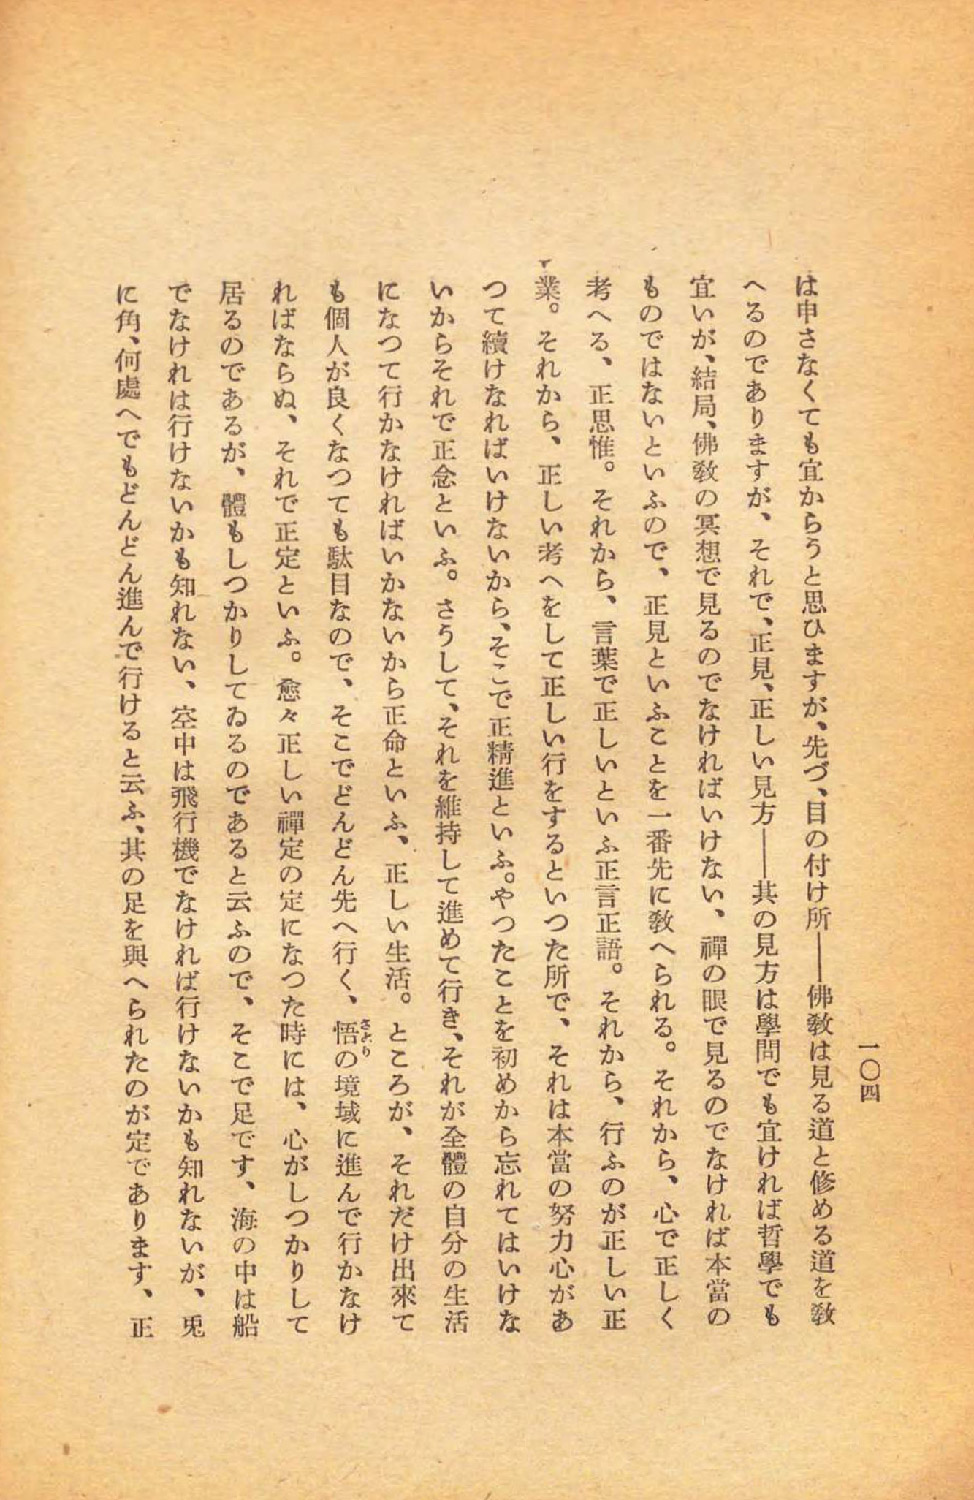 一〇四
は申さなくても宜からうと思ひますが、先づ、目の付け所――佛敎は見る道と修める道を敎
へるのでありますが、それで、正見、正しい見方――其の見方は學問でも宜ければ哲學でも
宜いが、結局、佛敎の冥想で見るのでなければいけない、禪の眼で見るのでなければ本當の
ものではないといふので、正見といふことを一番先に敎へられる。それから、心で正しく
考へる、正思惟。それから、言葉で正しいといふ正言正語。それから、行ふのが正しい正
業。それから、正しい考へをして正しい行をするといつた所で、それは本當の努力心があ
つて續けなればいけないから、そこで正精進といふ。やつたことを初めから忘れてはいけな
いからそれで正念といふ。さうして、それを維持して進めて行き、それが全體の自分の生活
になつて行かなければいかないから正命といふ、正しい生活。ところが、それだけ出來て
も個人が良くなつても駄目なので、そこでどんどん先へ行く、悟さとりの境域に進んで行かなけ
ればならぬ、それで正定といふ。愈々正しい禪定の定になつた時には、心がしつかりして
居るのであるが、體もしつかりしてゐるのであると云ふので、そこで足です、海の中は船
でなけれは行けないかも知れない、空中は飛行機でなければ行けないかも知れないが、兎
に角、何處へでもどんどん進んで行けると云ふ、其の足を與へられたのが定であります、正